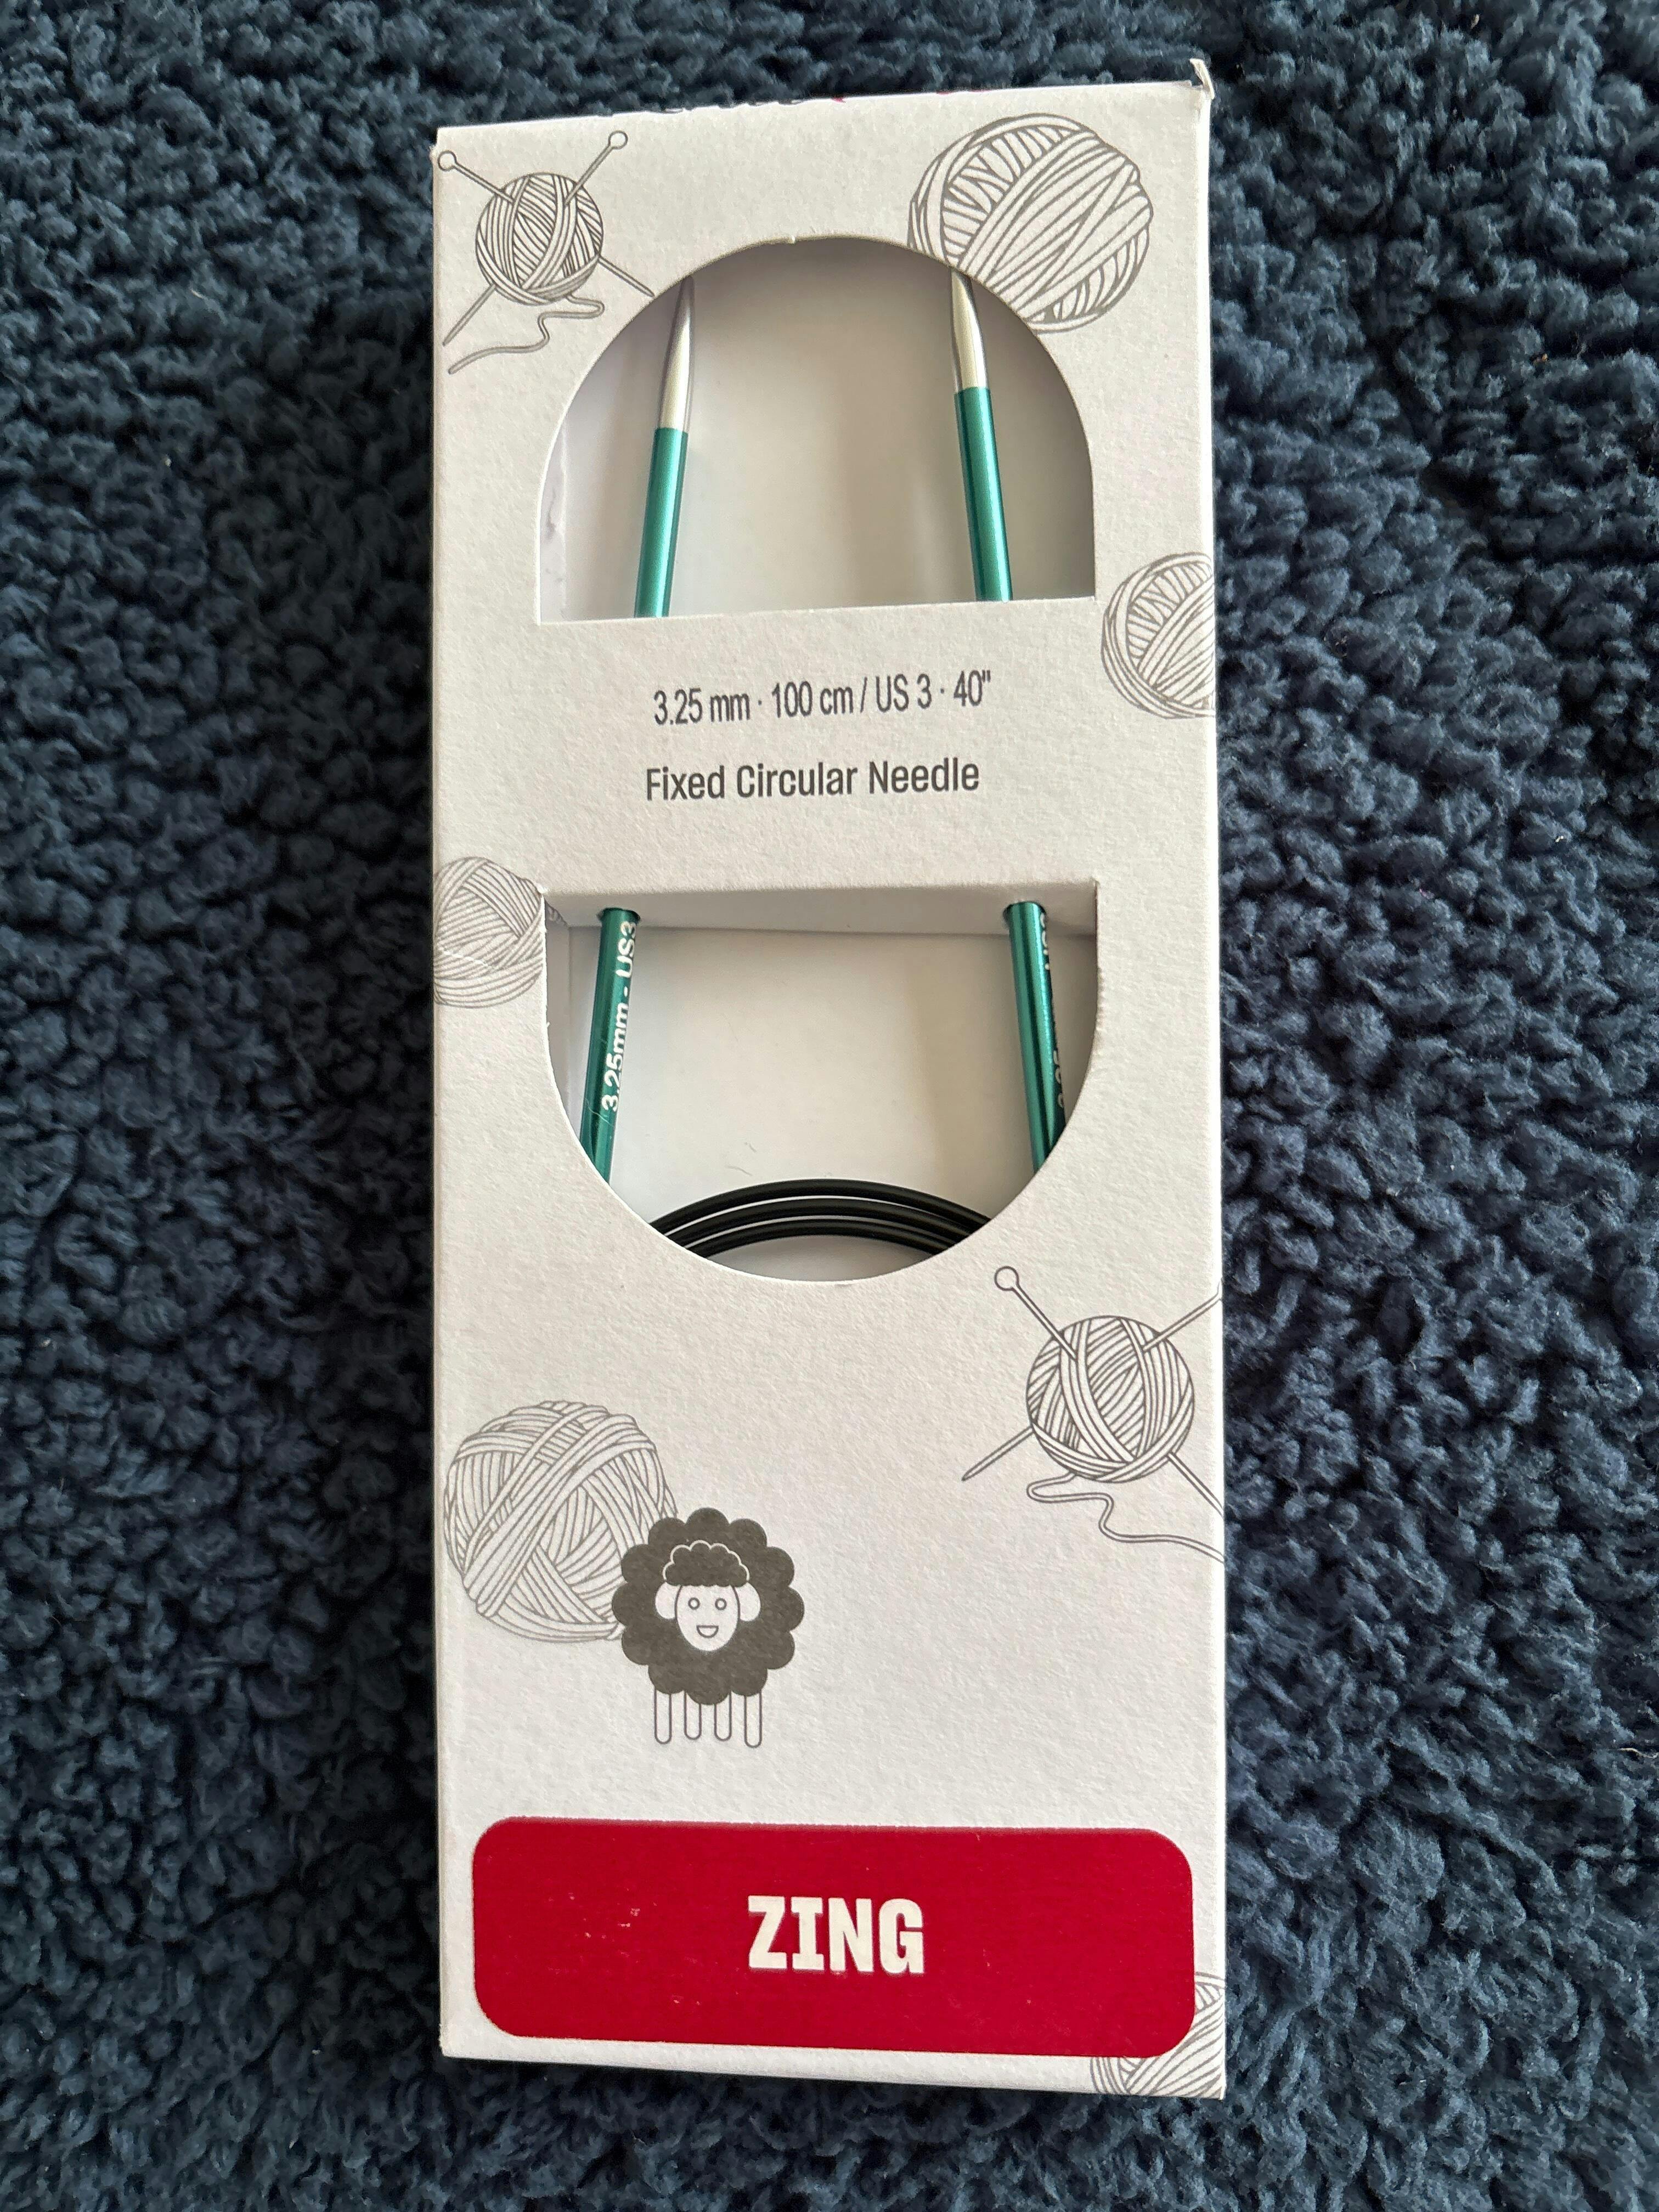 3.25 mm · 100 cm / US 3 · 40"
Fixed Circular Needle
3.25mm - US3
ZING